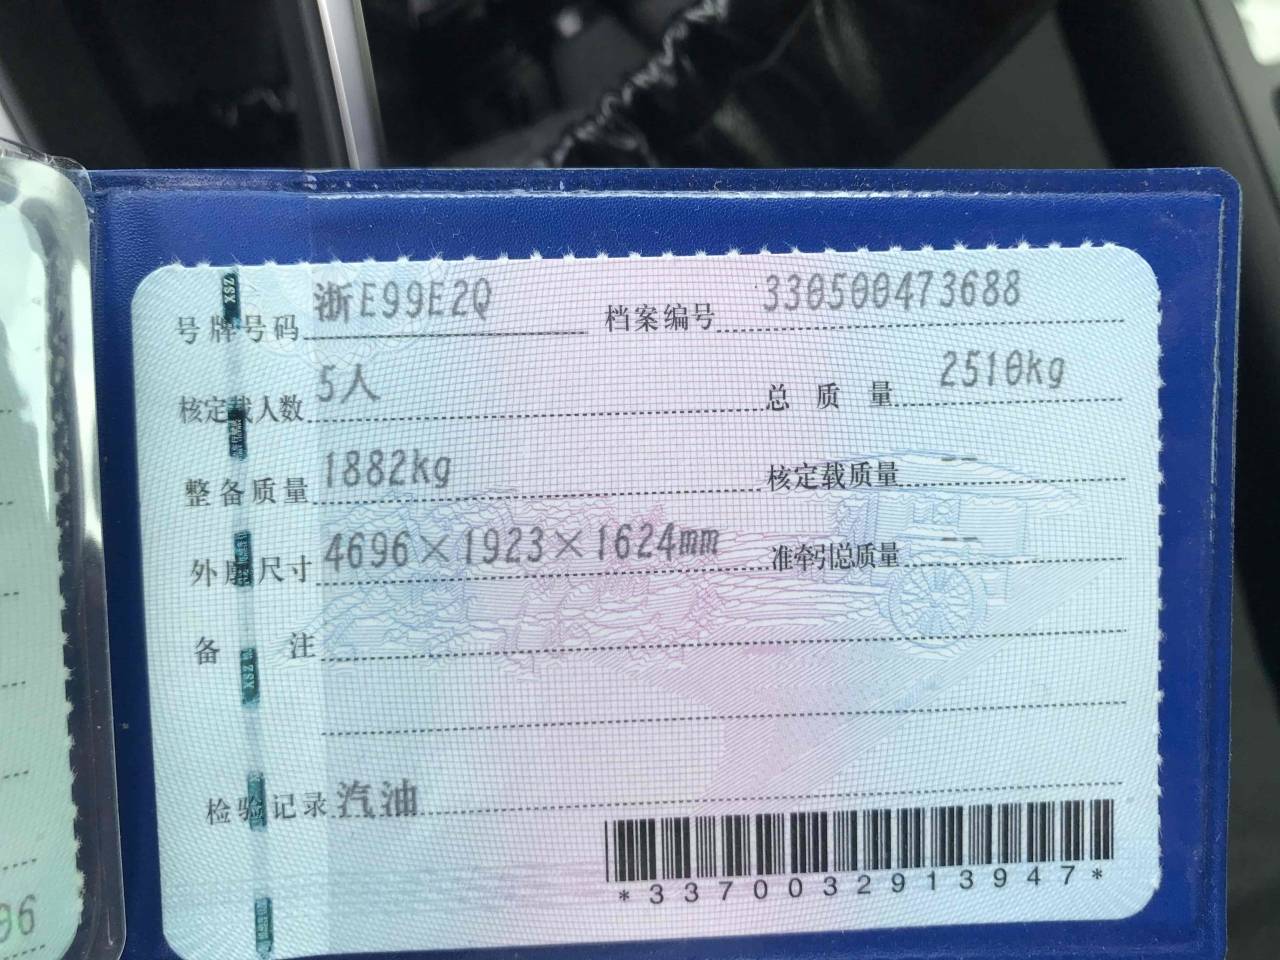 号牌号码 浙E99E2Q 档案编号 330500473688
核定载人数 5人 总质量 2510kg
整备质量 1882kg 核定载质量 --
外廓尺寸 4696×1923×1624mm 准牵引总质量 --
备注
检验记录 汽油
*3370032913947*
XSZ
XSZ
96